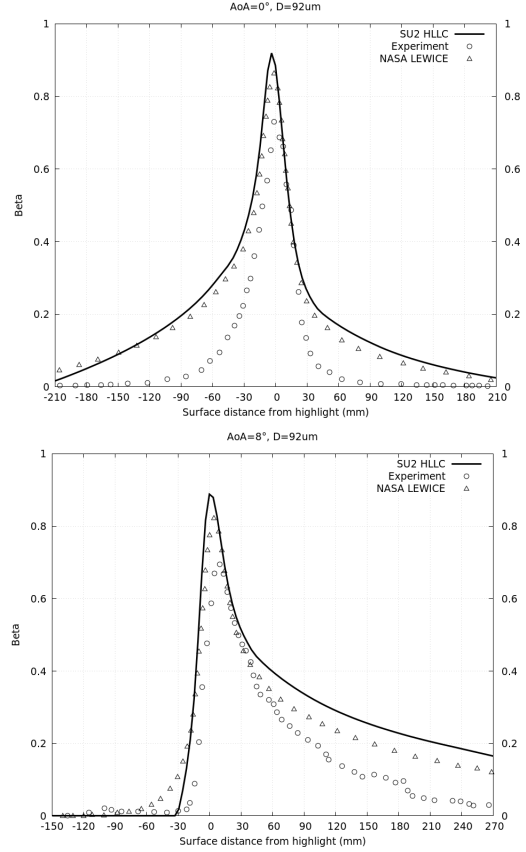 AoA=0°, D=92um
SU2 HLLC
Experiment
NASA LEWICE
1 1
0.8 0.8
0.6 0.6
0.4 0.4
0.2 0.2
0 0
Beta
-210 -180 -150 -120 -90 -60 -30 0 30 60 90 120 150 180 210
Surface distance from highlight (mm)
AoA=8°, D=92um
SU2 HLLC
Experiment
NASA LEWICE
1 1
0.8 0.8
0.6 0.6
0.4 0.4
0.2 0.2
0 0
Beta
-150 -120 -90 -60 -30 0 30 60 90 120 150 180 210 240 270
Surface distance from highlight (mm)